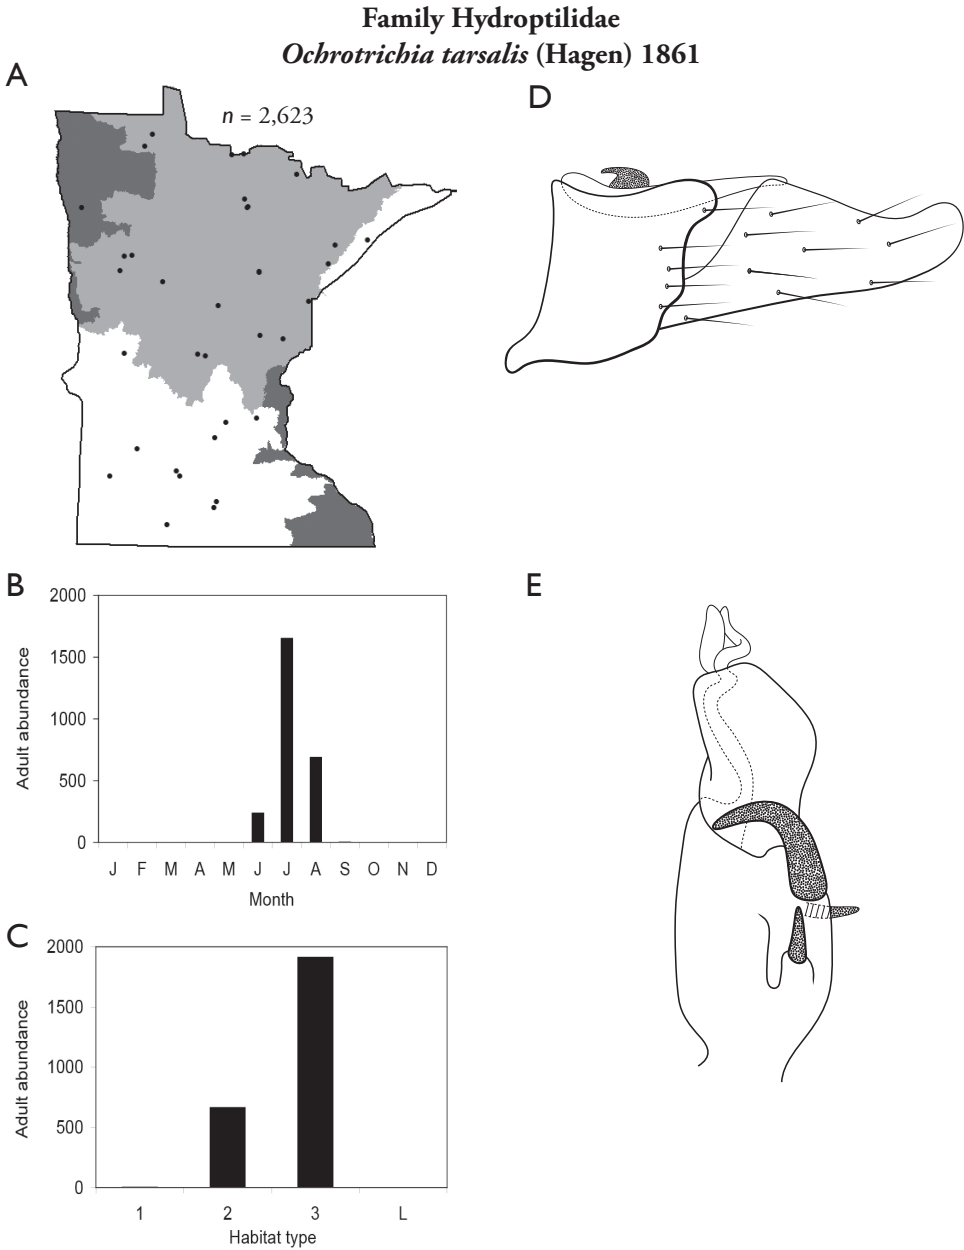 Family Hydroptilidae
Ochrotrichia tarsalis (Hagen) 1861
A
n = 2,623
D
B
2000
1500
1000
500
0
Adult abundance
J F M A M J J A S O N D
Month
E
C
2000
1500
1000
500
0
Adult abundance
1 2 3 L
Habitat type